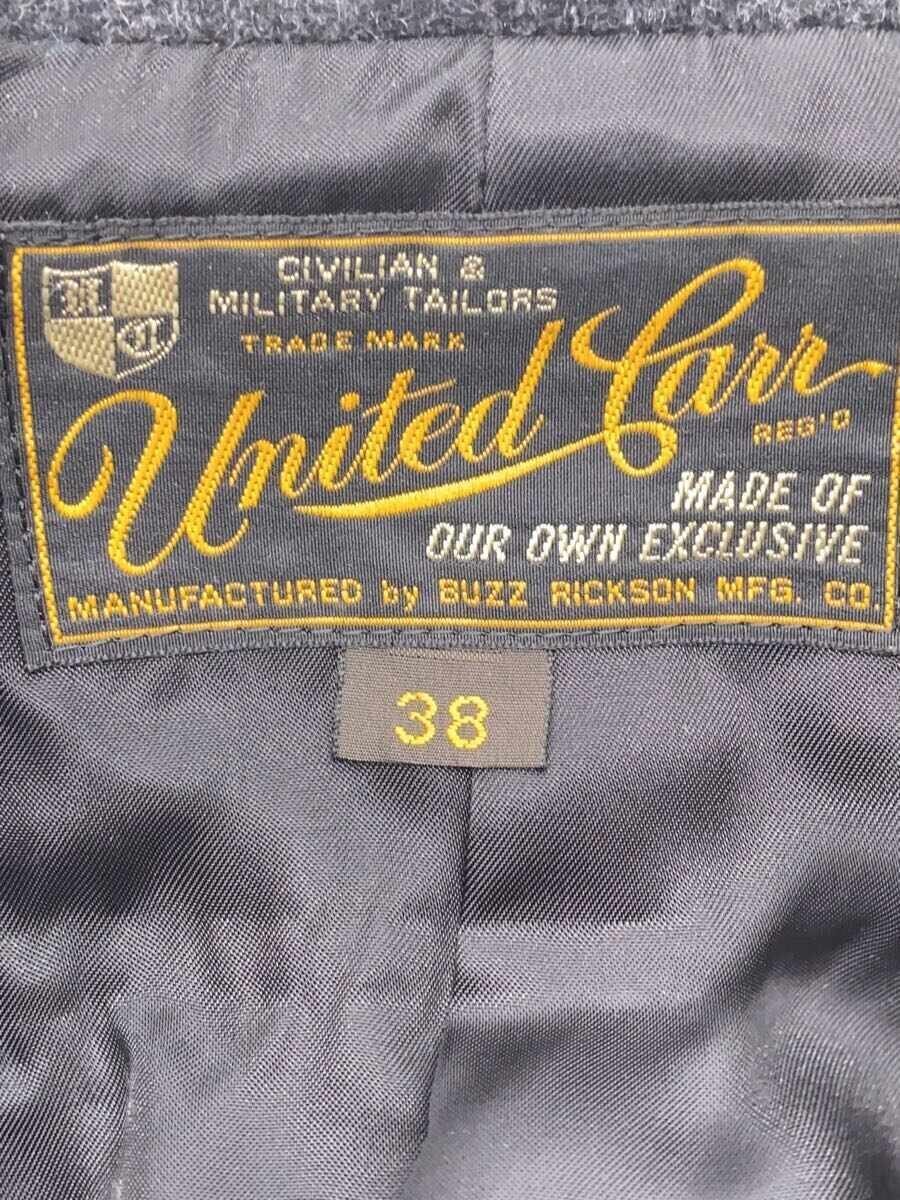 CIVILIAN &
MILITARY TAILORS
TRADE MARK
United Carr
REG'D
MADE OF
OUR OWN EXCLUSIVE
MANUFACTURED by BUZZ RICKSON MFG. CO.
38